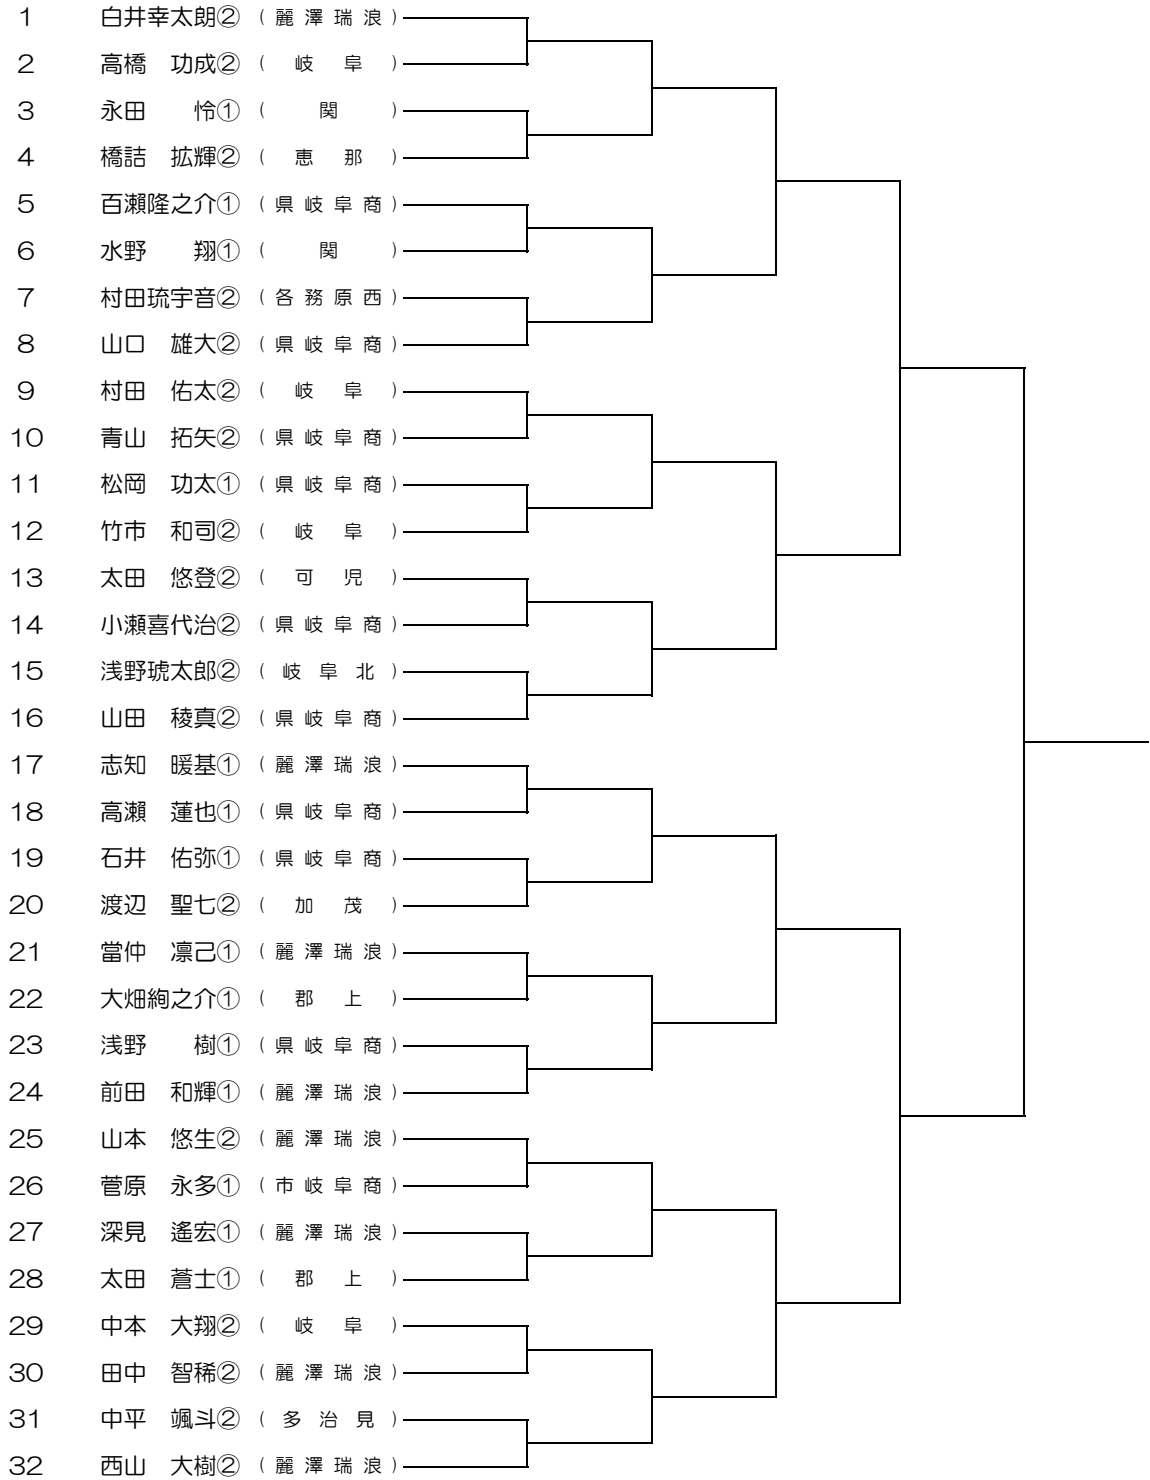 1 白井幸太朗② (麗澤瑞浪)
2 高橋 功成② (岐阜)
3 永田 怜① (関)
4 橋詰 拡輝② (恵那)
5 百瀬隆之介① (県岐阜商)
6 水野 翔① (関)
7 村田琉宇音② (各務原西)
8 山口 雄大② (県岐阜商)
9 村田 佑太② (岐阜)
10 青山 拓矢② (県岐阜商)
11 松岡 功太① (県岐阜商)
12 竹市 和司② (岐阜)
13 太田 悠登② (可児)
14 小瀬喜代治② (県岐阜商)
15 浅野琥太郎② (岐阜北)
16 山田 稜真② (県岐阜商)
17 志知 暖基① (麗澤瑞浪)
18 高瀬 蓮也① (県岐阜商)
19 石井 佑弥① (県岐阜商)
20 渡辺 聖七② (加茂)
21 當仲 凛己① (麗澤瑞浪)
22 大畑絢之介① (郡上)
23 浅野 樹① (県岐阜商)
24 前田 和輝① (麗澤瑞浪)
25 山本 悠生② (麗澤瑞浪)
26 菅原 永多① (市岐阜商)
27 深見 遙宏① (麗澤瑞浪)
28 太田 蒼士① (郡上)
29 中本 大翔② (岐阜)
30 田中 智稀② (麗澤瑞浪)
31 中平 颯斗② (多治見)
32 西山 大樹② (麗澤瑞浪)